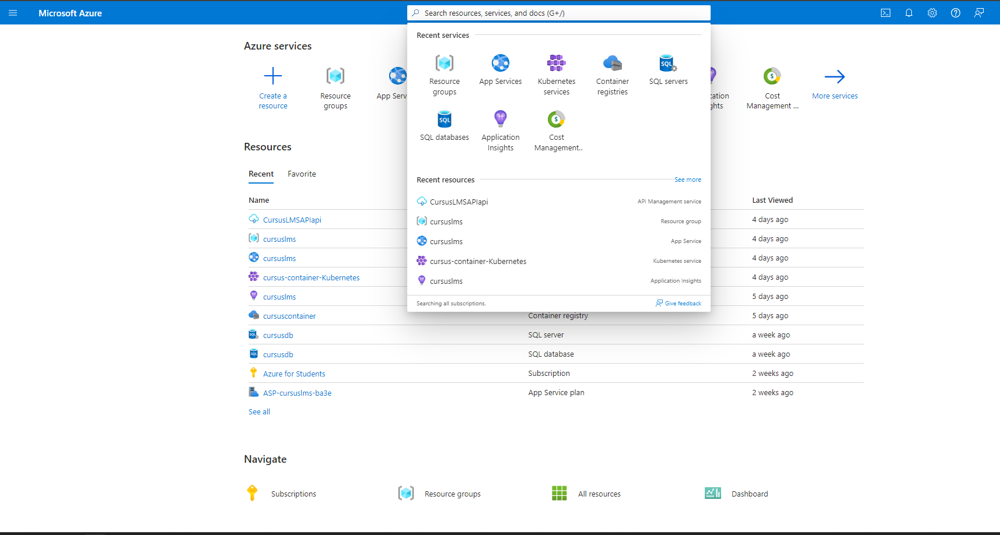 Microsoft Azure
Search resources, services, and docs (G+/)
Azure services
Create a
resource
Resource
groups
App Serv
cation
ghts
Cost
Management ...
More services
Recent services
Resource
groups
App Services
Kubernetes
services
Container
registries
SQL servers
SQL databases
Application
Insights
Cost
Management..
Recent resources
See more
CursusLMSAPIapi API Management service
cursuslms Resource group
cursuslms App Service
cursus-container-Kubernetes Kubernetes service
cursuslms Application Insights
Searching all subscriptions. Give feedback
Resources
Recent Favorite
Name Last Viewed
CursusLMSAPIapi 4 days ago
cursuslms 4 days ago
cursuslms 4 days ago
cursus-container-Kubernetes 4 days ago
cursuslms 5 days ago
cursuscontainer Container registry 5 days ago
cursusdb SQL server a week ago
cursusdb SQL database a week ago
Azure for Students Subscription 2 weeks ago
ASP-cursuslms-ba3e App Service plan 2 weeks ago
See all
Navigate
Subscriptions Resource groups All resources Dashboard